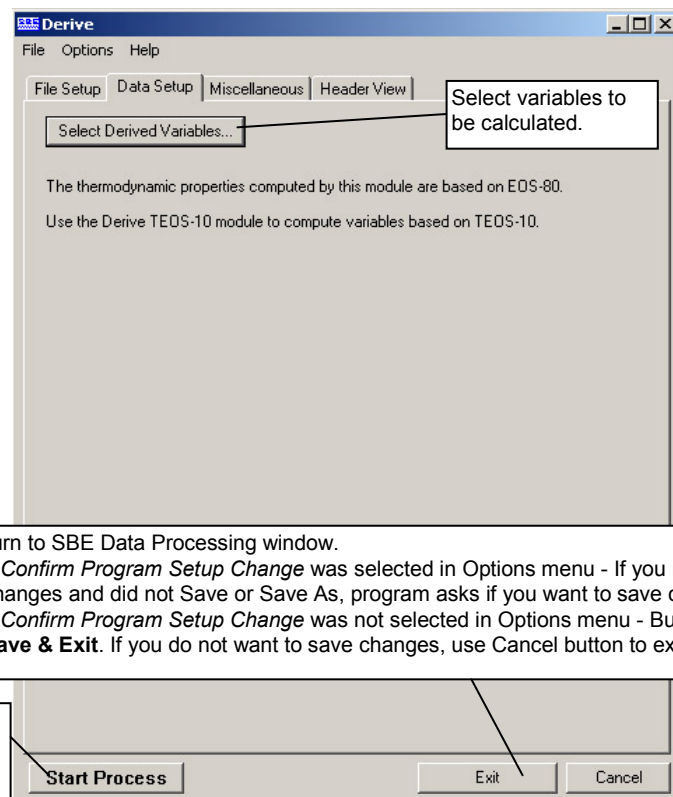 Derive
File Options Help
File Setup Data Setup Miscellaneous Header View
Select variables to
be calculated.
Select Derived Variables...
The thermodynamic properties computed by this module are based on EOS-80.
Use the Derive TEOS-10 module to compute variables based on TEOS-10.
urn to SBE Data Processing window.
Confirm Program Setup Change was selected in Options menu - If you
hanges and did not Save or Save As, program asks if you want to save
Confirm Program Setup Change was not selected in Options menu - Bu
ave & Exit. If you do not want to save changes, use Cancel button to ex
Start Process Exit Cancel